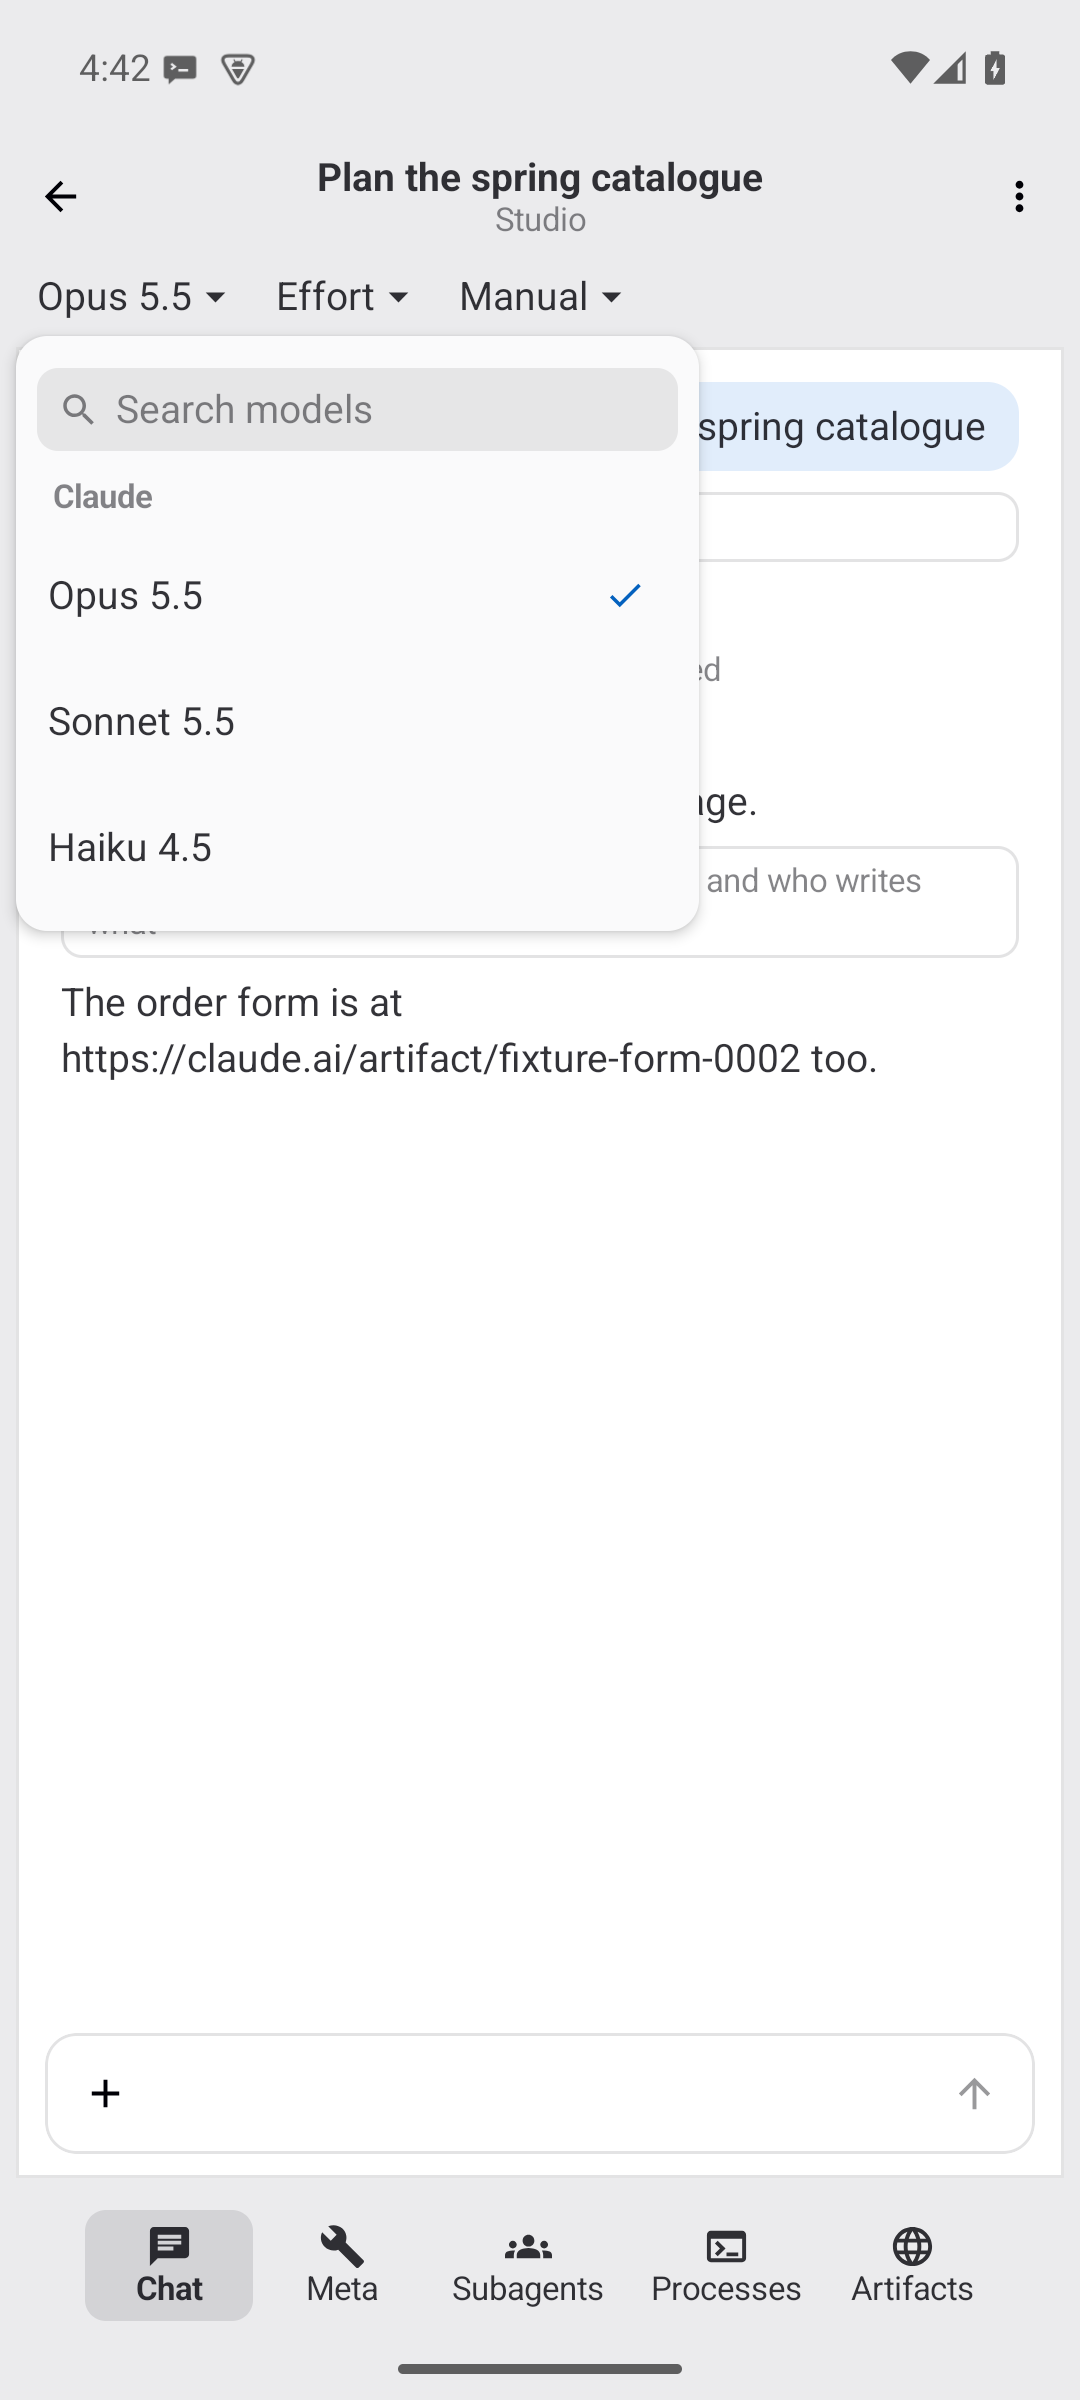 4:42
Plan the spring catalogue
Studio
Opus 5.5
Effort
Manual
Search models
spring catalogue
Claude
Opus 5.5
ed
Sonnet 5.5
age.
Haiku 4.5
and who writes
what
The order form is at
https://claude.ai/artifact/fixture-form-0002 too.
Chat
Meta
Subagents
Processes
Artifacts